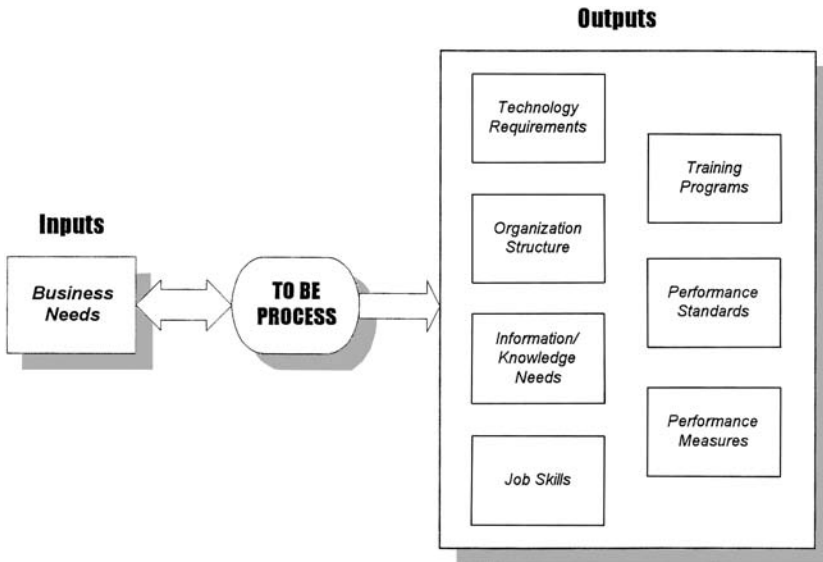 Outputs
Technology
Requirements
Training
Programs
Organization
Structure
Inputs
Business
Needs
TO BE
PROCESS
Performance
Standards
Information/
Knowledge
Needs
Performance
Measures
Job Skills